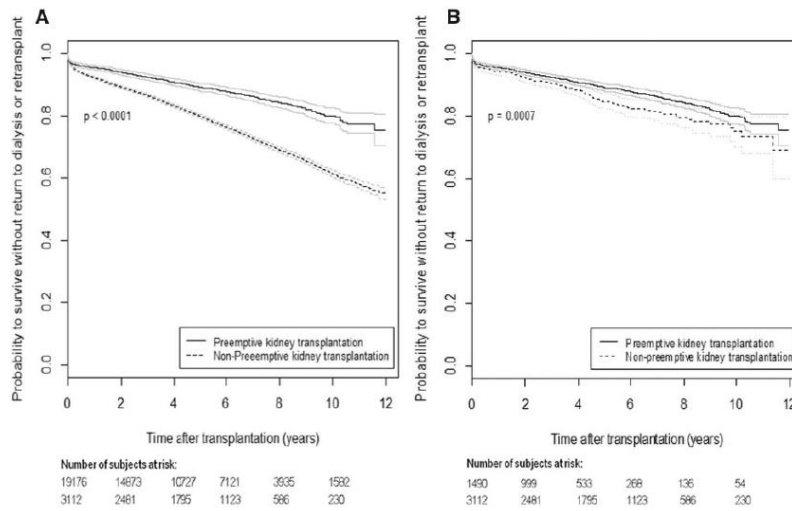 A
Probability to survive without return to dialysis or retransplant
1.0
0.8
0.6
0.4
0.2
0.0
p < 0.0001
Preemptive kidney transplantation
Non-Preeemptive kidney transplantation
0 2 4 6 8 10 12
Time after transplantation (years)
Number of subjects at risk:
19176 14873 10727 7121 3935 1592
3112 2481 1795 1123 586 230
B
Probability to survive without return to dialysis or retransplant
1.0
0.8
0.6
0.4
0.2
0.0
p = 0.0007
Preemptive kidney transplantation
Non-preemptive kidney transplantation
0 2 4 6 8 10 12
Time after transplantation (years)
Number of subjects at risk:
1490 999 533 268 136 54
3112 2481 1795 1123 586 230